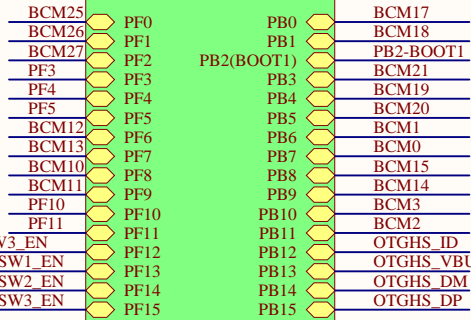 BCM25 PF0 PB0 BCM17
BCM26 PF1 PB1 BCM18
BCM27 PF2 PB2(BOOT1) PB2-BOOT1
PF3 PF3 PB3 BCM21
PF4 PF4 PB4 BCM19
PF5 PF5 PB5 BCM20
BCM12 PF6 PB6 BCM1
BCM13 PF7 PB7 BCM0
BCM10 PF8 PB8 BCM15
BCM11 PF9 PB9 BCM14
PF10 PF10 PB10 BCM3
PF11 PF11 PB11 BCM2
3_EN PF12 PB12 OTGHS_ID
SW1_EN PF13 PB13 OTGHS_VBU
SW2_EN PF14 PB14 OTGHS_DM
SW3_EN PF15 PB15 OTGHS_DP